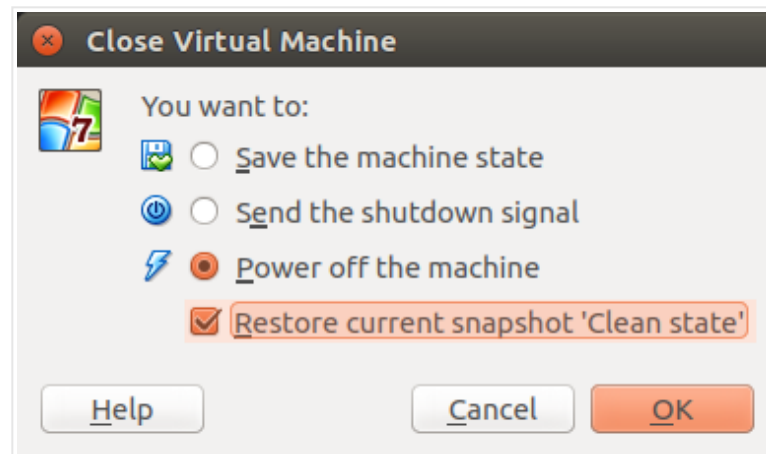 Close Virtual Machine
7
You want to:
Save the machine state
Send the shutdown signal
Power off the machine
Restore current snapshot 'Clean state'
Help
Cancel
OK